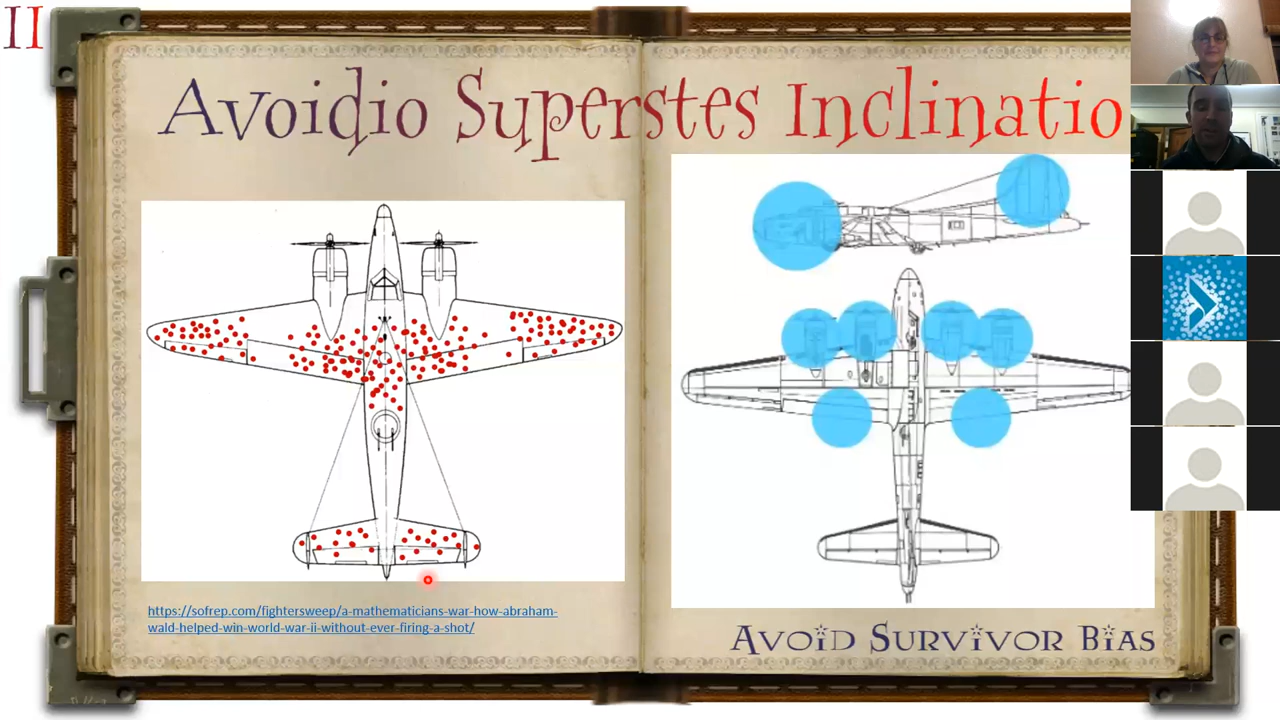 II
Avoidio Superstes Inclinatio
https://sofrep.com/fightersweep/a-mathematicians-war-how-abraham-
wald-helped-win-world-war-ii-without-ever-firing-a-shot/
Avoid Survivor Bias